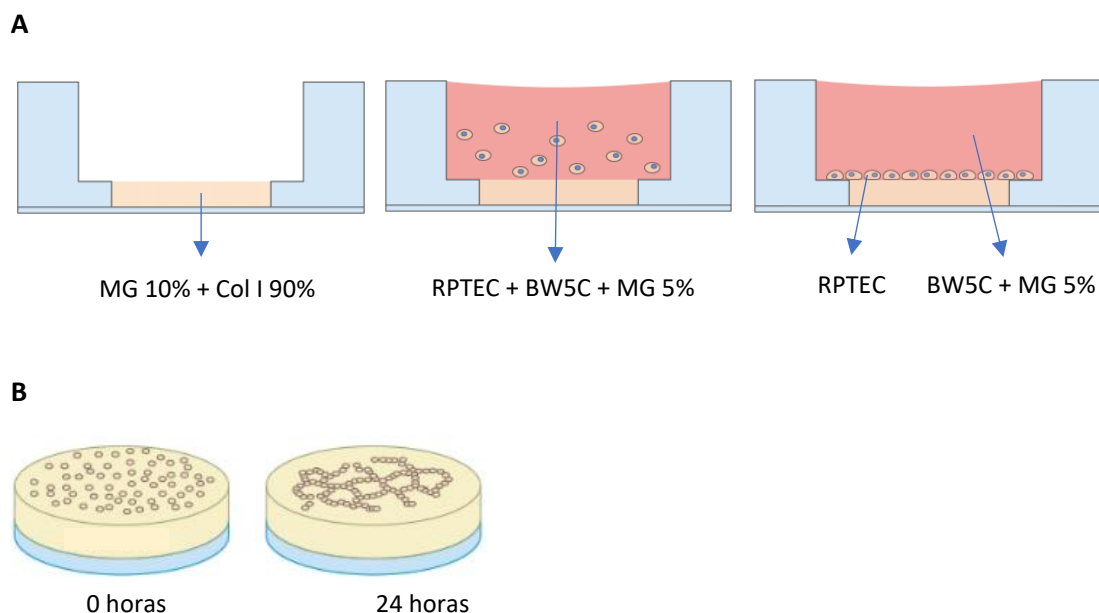 A
MG 10% + Col I 90%
RPTEC + BW5C + MG 5%
RPTEC
BW5C + MG 5%
B
0 horas
24 horas